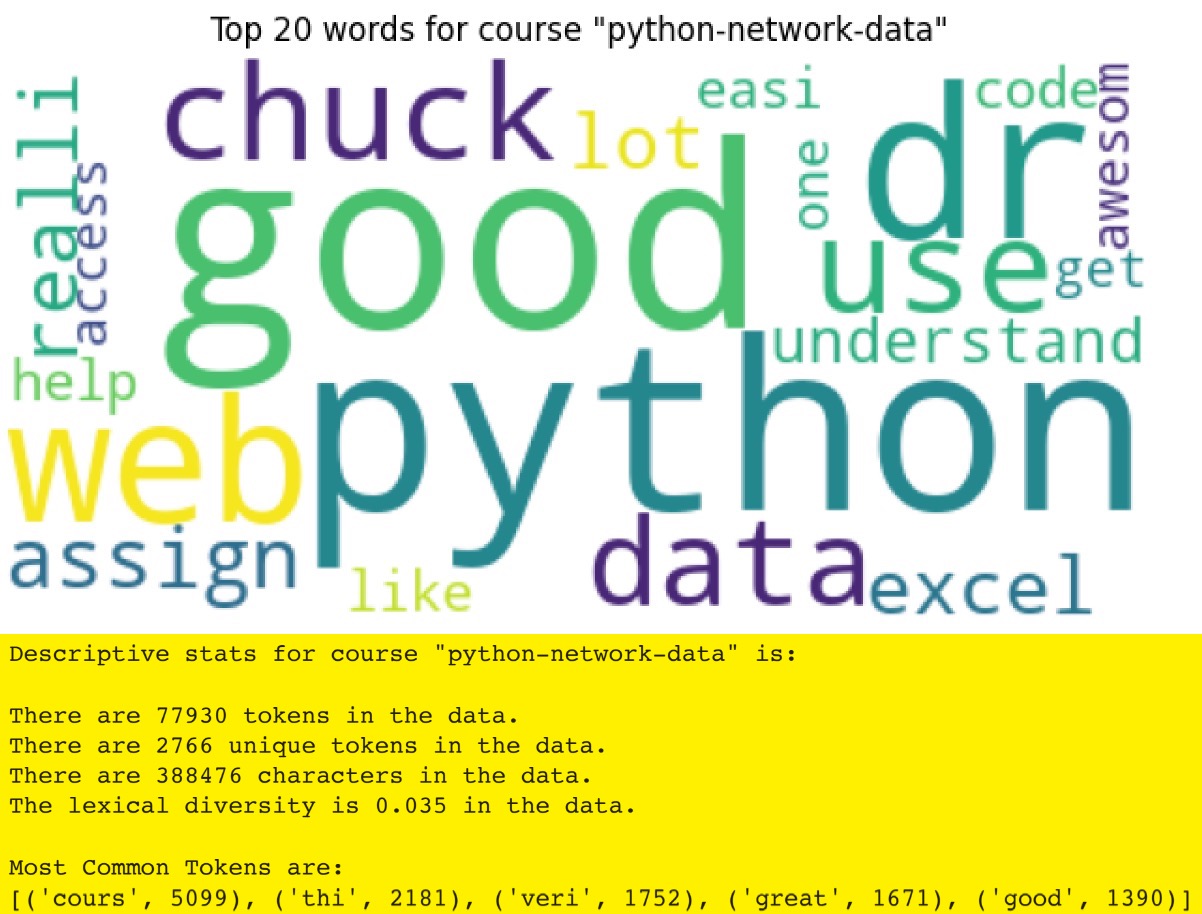 Top 20 words for course "python-network-data"
chuck
easi
code
awesom
realli
access
lot
one
dr
good
use
get
understand
help
python
web
assign
like
data
excel
Descriptive stats for course "python-network-data" is:
There are 77930 tokens in the data.
There are 2766 unique tokens in the data.
There are 388476 characters in the data.
The lexical diversity is 0.035 in the data.
Most Common Tokens are:
[('cours', 5099), ('thi', 2181), ('veri', 1752), ('great', 1671), ('good', 1390)]